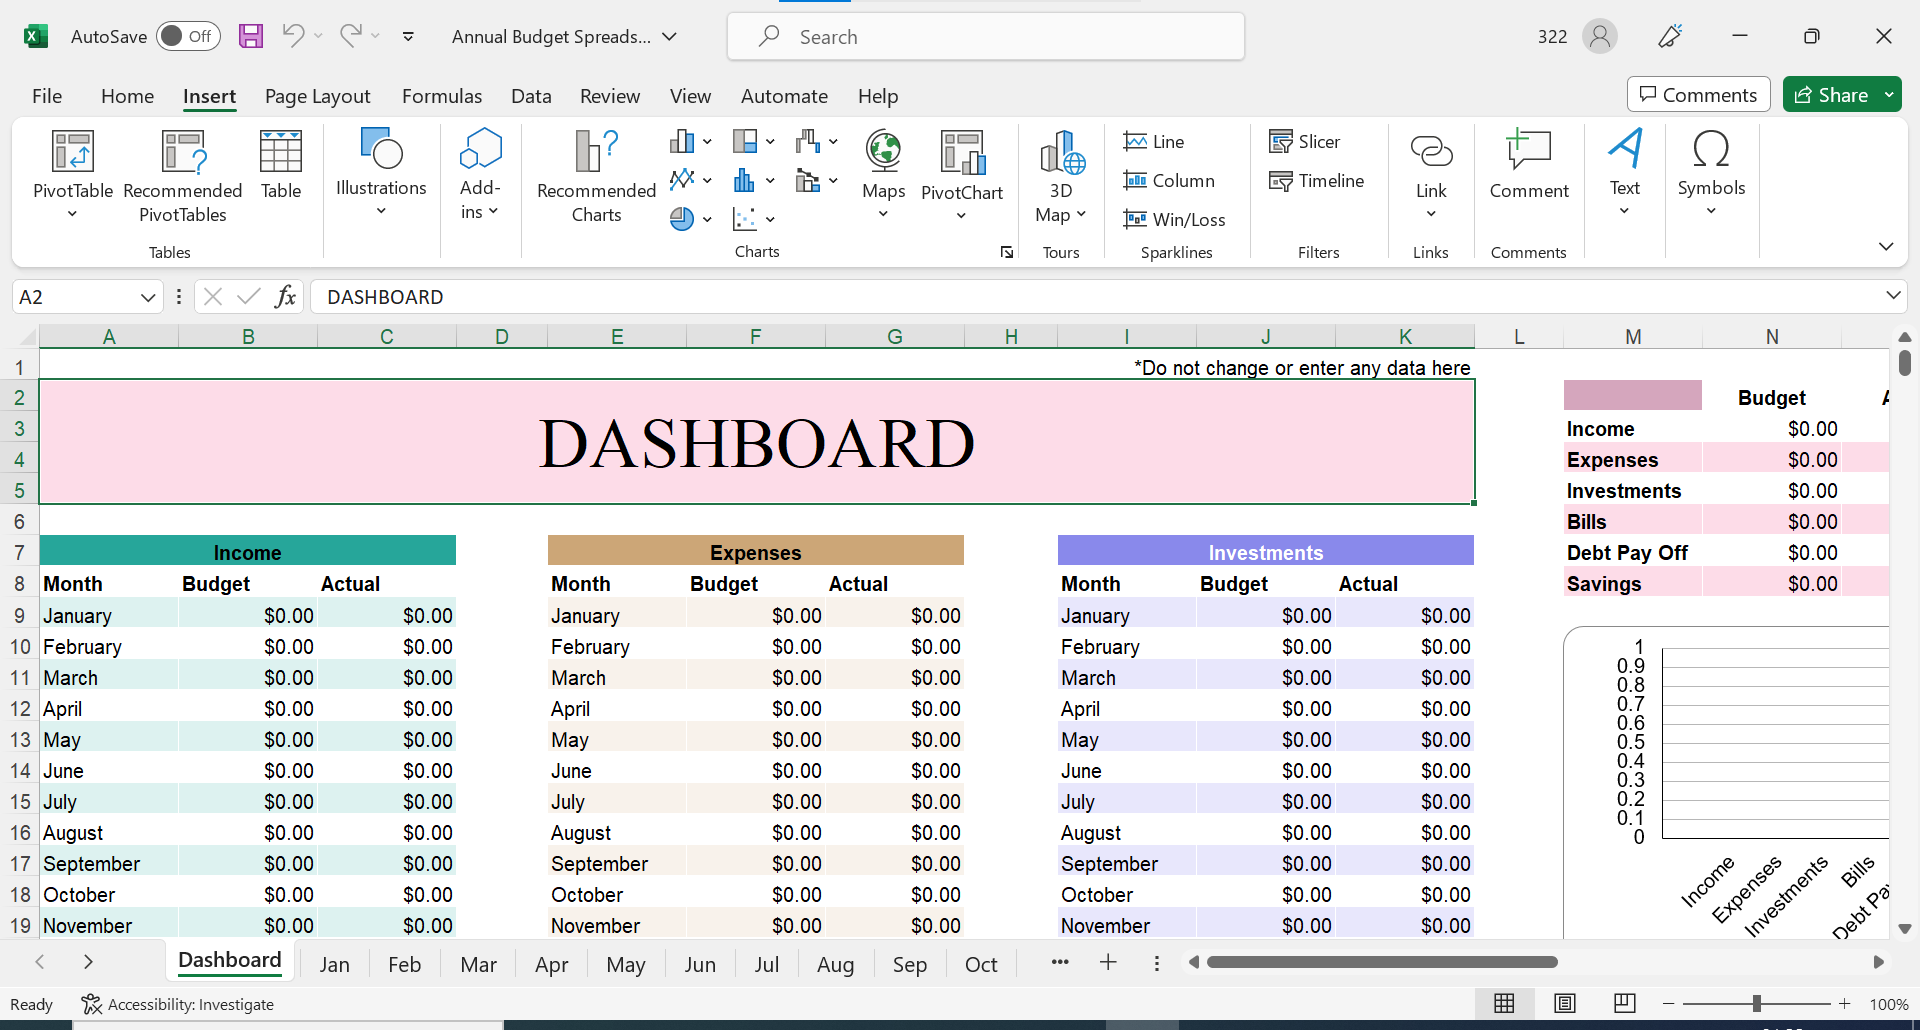 AutoSave Off Annual Budget Spreads... Search 322
File Home Insert Page Layout Formulas Data Review View Automate Help Comments Share
PivotTable Recommended PivotTables Table Illustrations Add-ins Recommended Charts Maps PivotChart 3D Map Line Column Win/Loss Slicer Timeline Link Comment Text Symbols
Tables Charts Tours Sparklines Filters Links Comments
A2 fx DASHBOARD
A B C D E F G H I J K L M N
1 *Do not change or enter any data here
2 Budget
3 Income $0.00
4 Expenses $0.00
5 Investments $0.00
DASHBOARD
6 Bills $0.00
7 Income Expenses Investments Debt Pay Off $0.00
8 Month Budget Actual Month Budget Actual Month Budget Actual Savings $0.00
9 January $0.00 $0.00 January $0.00 $0.00 January $0.00 $0.00
10 February $0.00 $0.00 February $0.00 $0.00 February $0.00 $0.00
11 March $0.00 $0.00 March $0.00 $0.00 March $0.00 $0.00
12 April $0.00 $0.00 April $0.00 $0.00 April $0.00 $0.00
13 May $0.00 $0.00 May $0.00 $0.00 May $0.00 $0.00
14 June $0.00 $0.00 June $0.00 $0.00 June $0.00 $0.00
15 July $0.00 $0.00 July $0.00 $0.00 July $0.00 $0.00
16 August $0.00 $0.00 August $0.00 $0.00 August $0.00 $0.00
17 September $0.00 $0.00 September $0.00 $0.00 September $0.00 $0.00
18 October $0.00 $0.00 October $0.00 $0.00 October $0.00 $0.00
19 November $0.00 $0.00 November $0.00 $0.00 November $0.00 $0.00
1
0.9
0.8
0.7
0.6
0.5
0.4
0.3
0.2
0.1
0
Income Expenses Investments Bills Debt Pa
Dashboard Jan Feb Mar Apr May Jun Jul Aug Sep Oct ...
Ready Accessibility: Investigate 100%